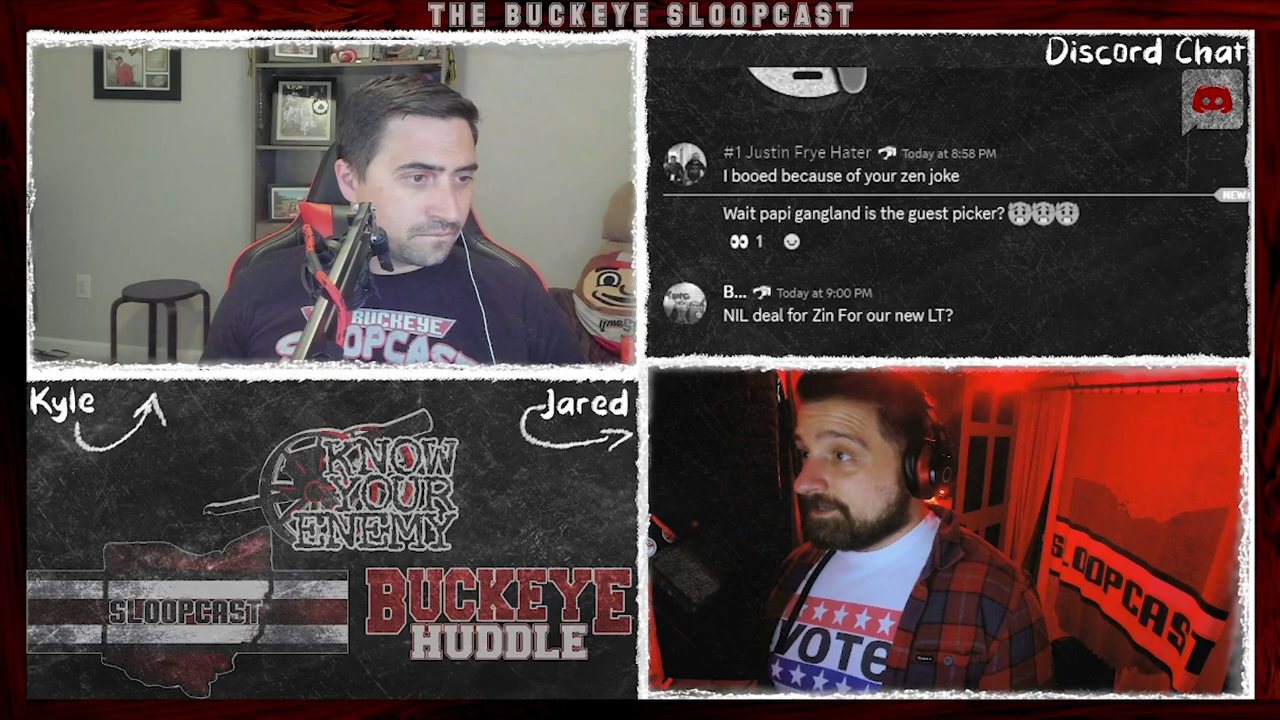 THE BUCKEYE SLOOPCAST
Discord Chat
#1 Justin Frye Hater Today at 8:58 PM
I booed because of your zen joke
NEW
Wait papi gangland is the guest picker?
1
B... Today at 9:00 PM
NIL deal for Zin For our new LT?
BUCKEYE
SLOOPCAST
Kyle
Jared
KNOW
YOUR
ENEMY
SLOOPCAST
BUCKEYE
HUDDLE
VOTE
SLOOPCAST